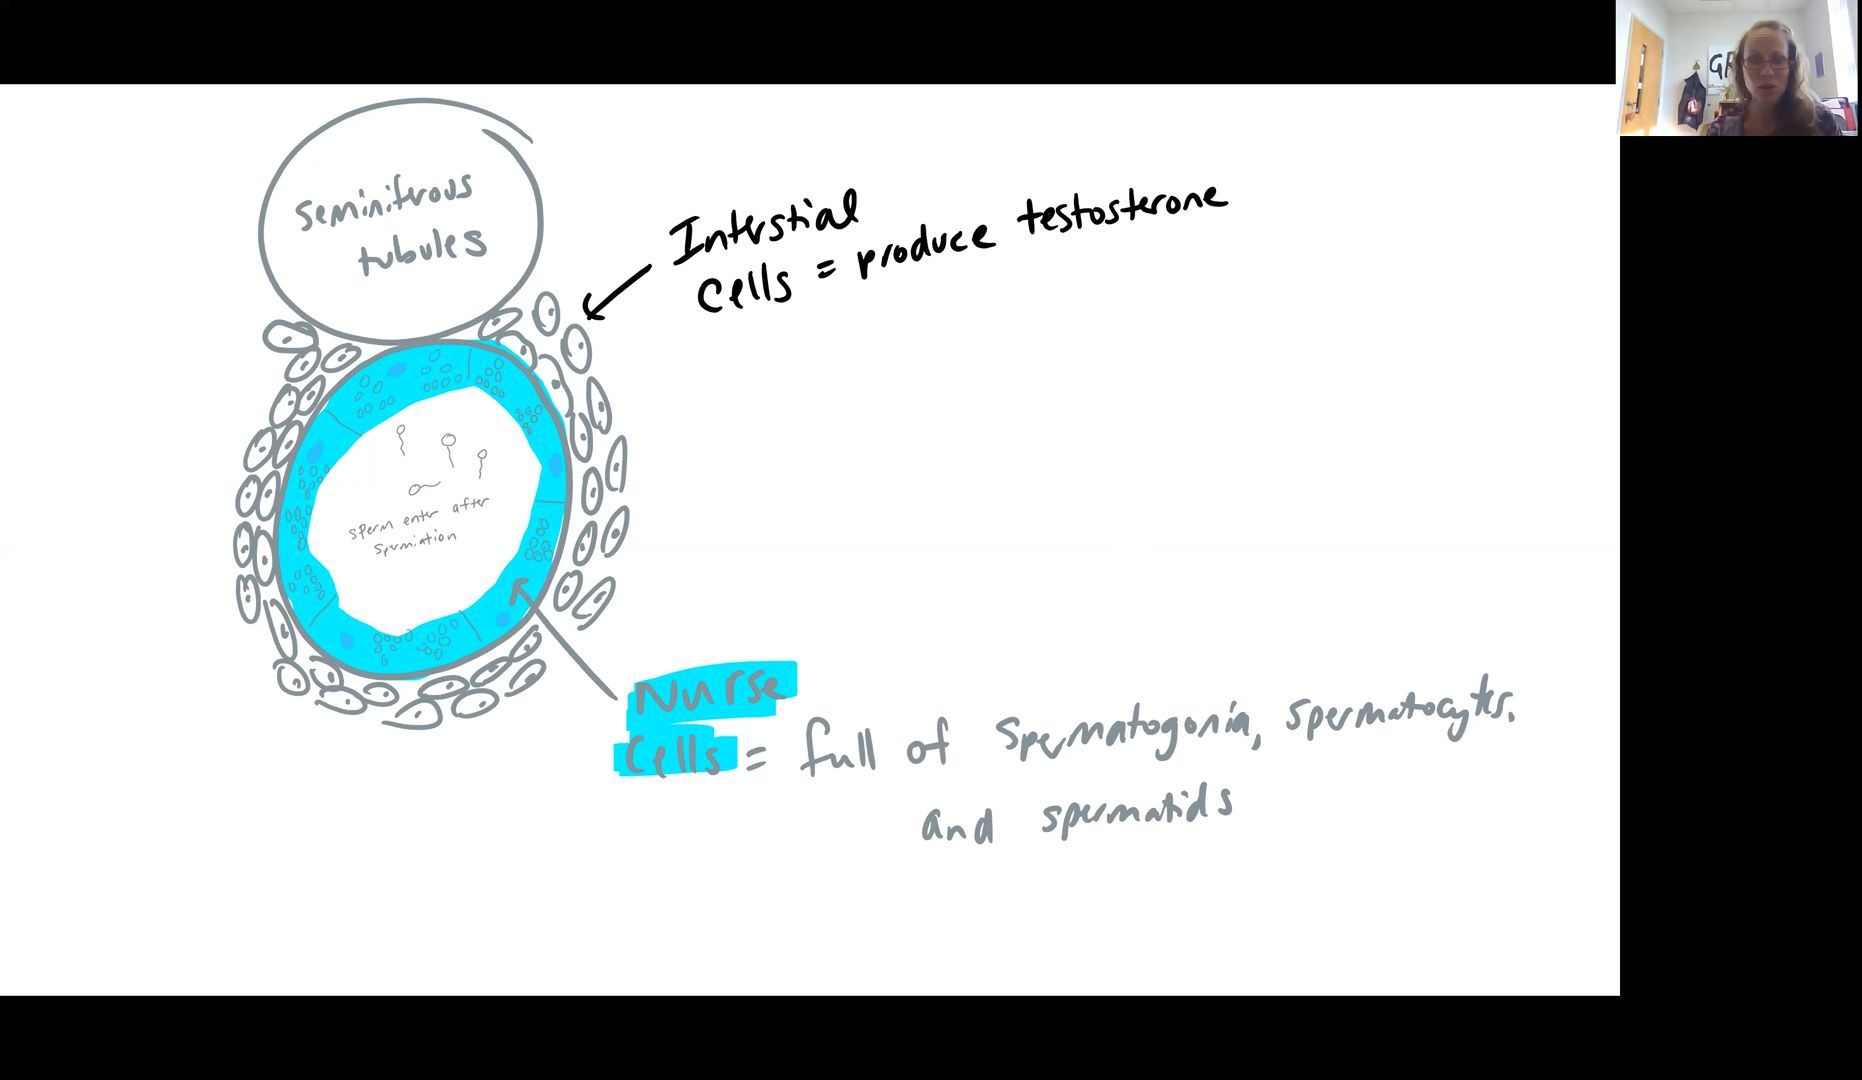 seminiferous
tubules
Interstial
Cells = produce testosterone
sperm enter after
spermiation
Nurse
Cells = full of spermatogonia, spermatocytes,
and spermatids